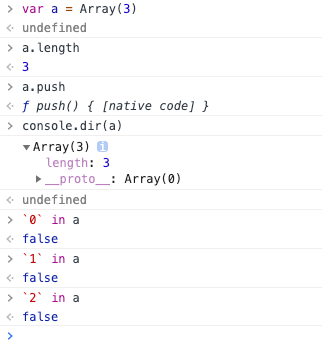 > var a = Array(3)
< undefined
> a.length
< 3
> a.push
< ƒ push() { [native code] }
> console.dir(a)
▼Array(3) i
length: 3
▶__proto__: Array(0)
< undefined
> `0` in a
< false
> `1` in a
< false
> `2` in a
< false
>